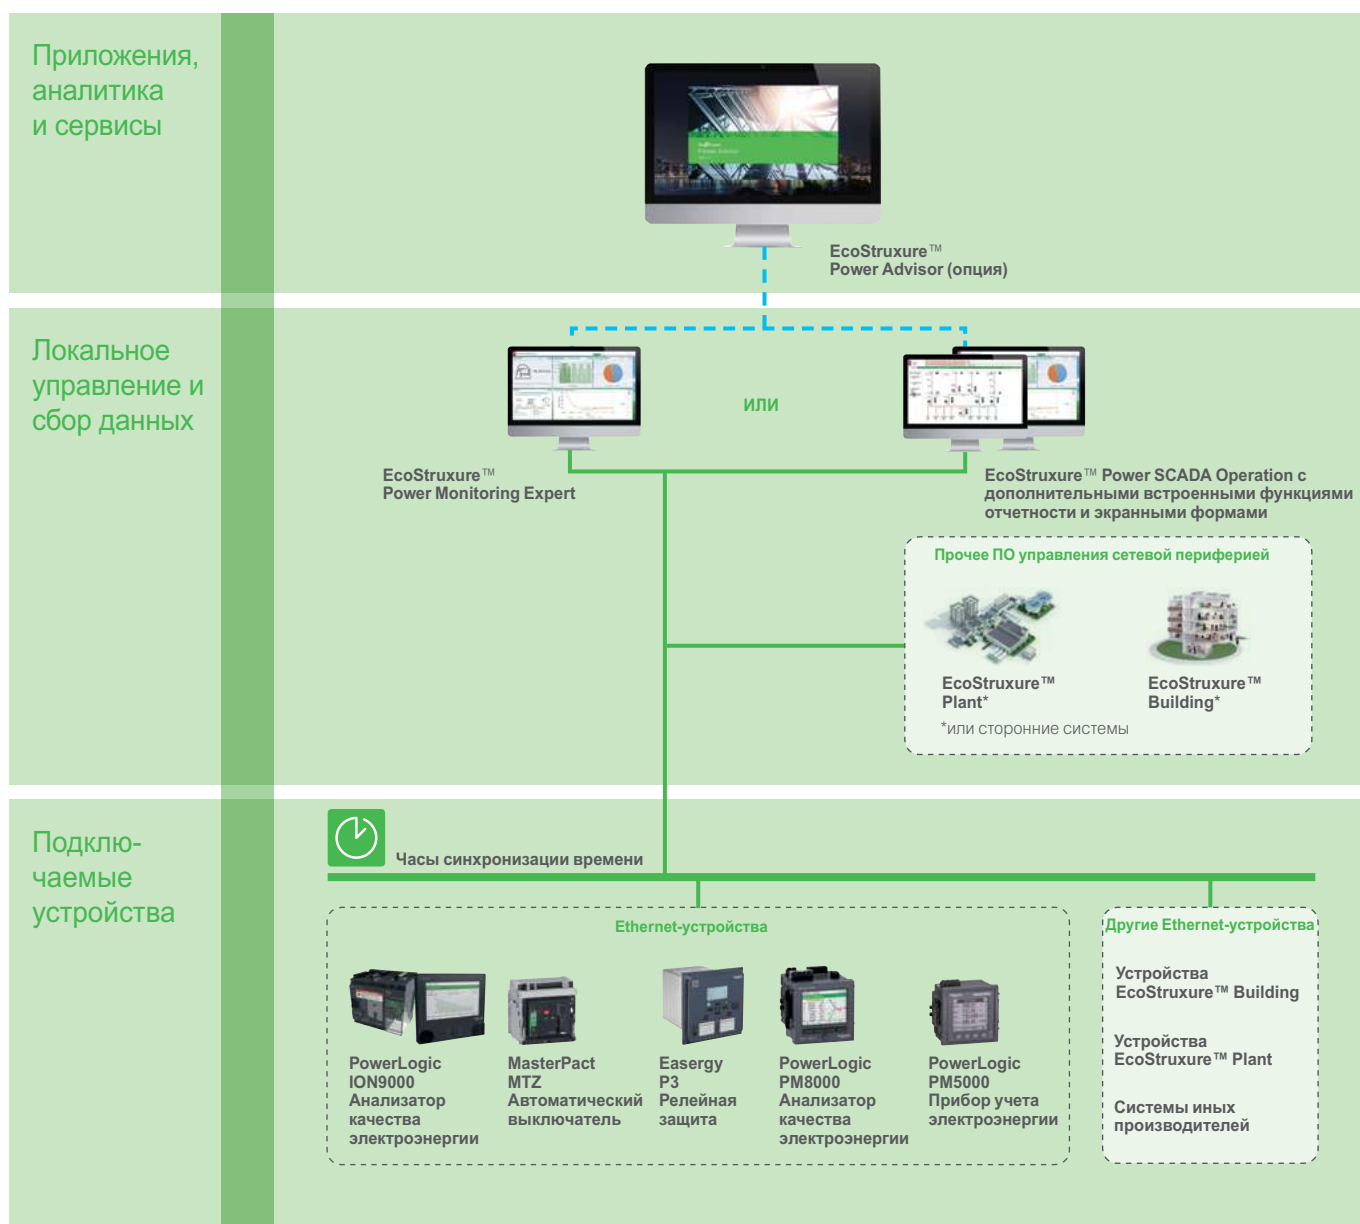 Приложения,
аналитика
и сервисы
EcoStruxure™
Power Advisor (опция)
Локальное
управление и
сбор данных
ИЛИ
EcoStruxure™
Power Monitoring Expert
EcoStruxure™ Power SCADA Operation с
дополнительными встроенными функциями
отчетности и экранными формами
Прочее ПО управления сетевой периферией
EcoStruxure™
Plant*
EcoStruxure™
Building*
*или сторонние системы
Подклю-
чаемые
устройства
Часы синхронизации времени
Ethernet-устройства
PowerLogic
ION9000
Анализатор
качества
электроэнергии
MasterPact
MTZ
Автоматический
выключатель
Easergy
P3
Релейная
защита
PowerLogic
PM8000
Анализатор
качества
электроэнергии
PowerLogic
PM5000
Прибор учета
электроэнергии
Другие Ethernet-устройства
Устройства
EcoStruxure™ Building
Устройства
EcoStruxure™ Plant
Системы иных
производителей